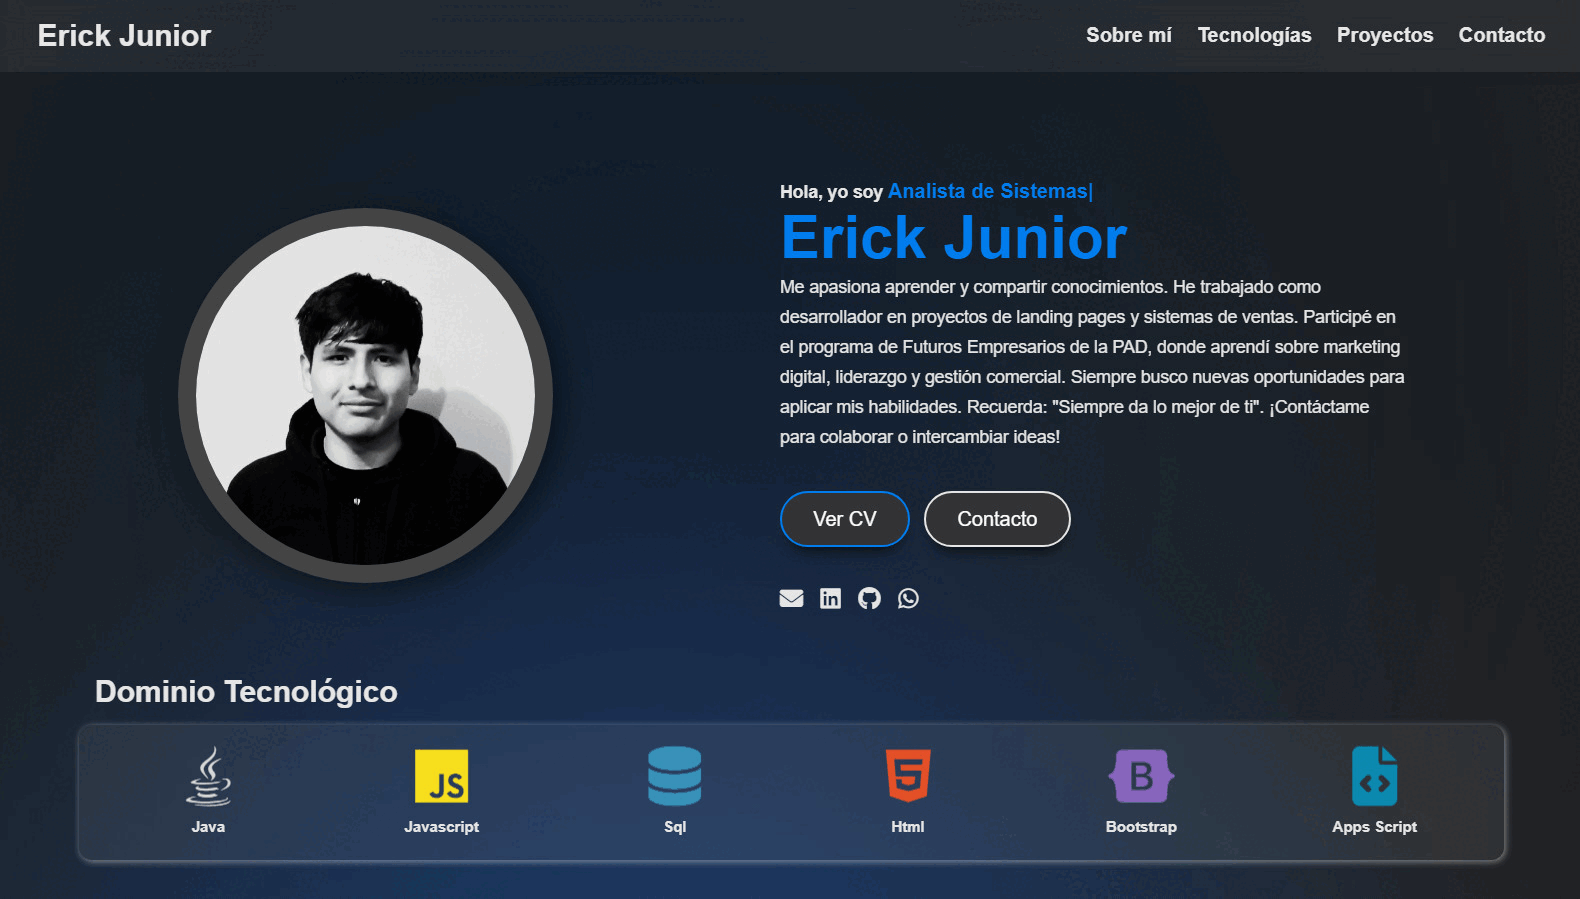 Erick Junior
Sobre mí
Tecnologías
Proyectos
Contacto
Hola, yo soy Analista de Sistemas|
Erick Junior
Me apasiona aprender y compartir conocimientos. He trabajado como
desarrollador en proyectos de landing pages y sistemas de ventas. Participé en
el programa de Futuros Empresarios de la PAD, donde aprendí sobre marketing
digital, liderazgo y gestión comercial. Siempre busco nuevas oportunidades para
aplicar mis habilidades. Recuerda: "Siempre da lo mejor de ti". ¡Contáctame
para colaborar o intercambiar ideas!
Ver CV
Contacto
in
Dominio Tecnológico
JS
5
B
Java
Javascript
Sql
Html
Bootstrap
Apps Script